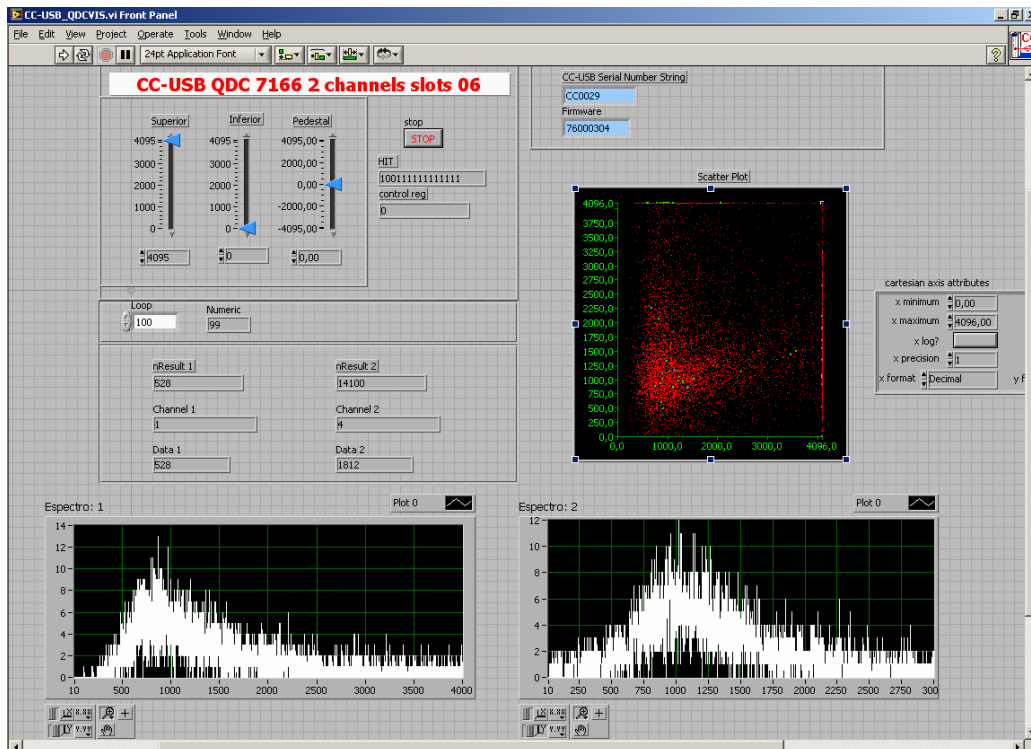 CC-USB_QDCVIS.vi Front Panel
File Edit View Project Operate Tools Window Help
24pt Application Font
?
CC-USB QDC 7166 2 channels slots 06
Superior Inferior Pedestal
4095 4095 4095,00
3000 3000 2000,00
2000 2000 0,00
1000 1000 -2000,00
0 0 -4095,00
4095 0 0,00
stop
STOP
HIT
100111111111111
control reg
0
CC-USB Serial Number String
CC0029
Firmware
76000304
Loop
100
Numeric
99
nResult 1 nResult 2
528 14100
Channel 1 Channel 2
1 4
Data 1 Data 2
528 1812
Scatter Plot
4096,0
3750,0
3500,0
3250,0
3000,0
2750,0
2500,0
2250,0
2000,0
1750,0
1500,0
1250,0
1000,0
750,0
500,0
0,0
0,0 1000,0 2000,0 3000,0 4096,0
cartesian axis attributes
x minimum 0,00
x maximum 4096,00
x log?
x precision 1
x format Decimal y f
Espectro: 1 Plot 0
14
12
10
8
6
4
2
0
10 500 1000 1500 2000 2500 3000 3500 4000
Espectro: 2 Plot 0
12
10
8
6
4
2
0
10 250 500 750 1000 1250 1500 1750 2000 2250 2500 2750 300